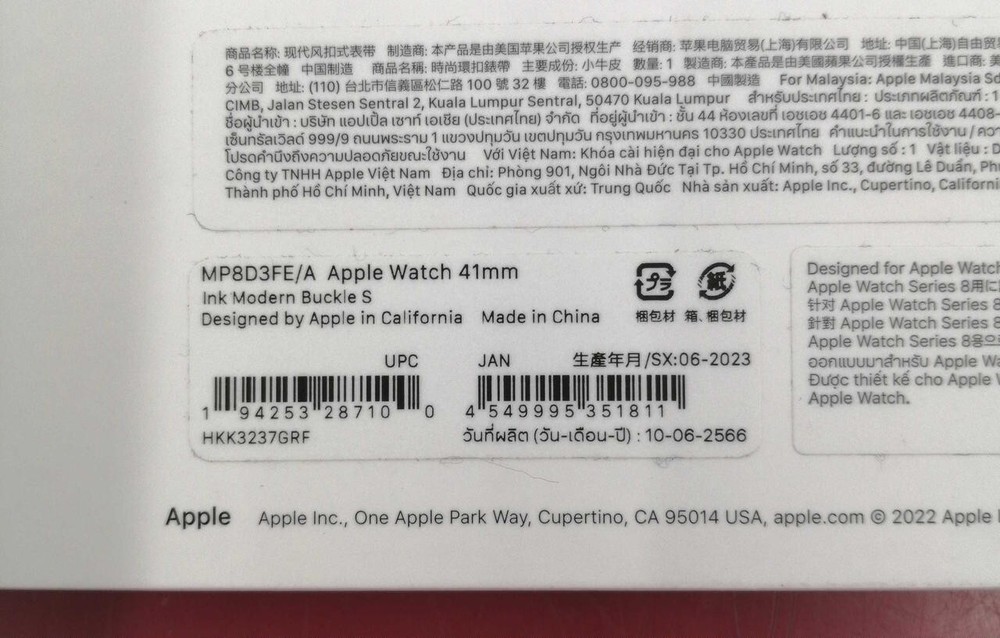 商品名称: 现代风扣式表带 制造商: 本产品是由美国苹果公司授权生产 经销商: 苹果电脑贸易(上海)有限公司 地址: 中国(上海)自由贸
6 号楼全幢 中国制造 商品名稱: 時尚環扣錶帶 主要成份: 小牛皮 數量: 1 製造商: 本產品是由美國蘋果公司授權生產 進口商: 美
分公司 地址: (110) 台北市信義區松仁路 100 號 32 樓 電話: 0800-095-988 中國製造 For Malaysia: Apple Malaysia Sd
CIMB, Jalan Stesen Sentral 2, Kuala Lumpur Sentral, 50470 Kuala Lumpur สำหรับประเทศไทย : ประเภทผลิตภัณฑ์ : 1
ชื่อผู้นำเข้า : บริษัท แอปเปิ้ล เซาท์ เอเชีย (ประเทศไทย) จำกัด ที่อยู่ผู้นำเข้า : ชั้น 44 ห้องเลขที่ เอชเอช 4401-6 และ เอชเอช 4408-
เซ็นทรัลเวิลด์ 999/9 ถนนพระราม 1 แขวงปทุมวัน เขตปทุมวัน กรุงเทพมหานคร 10330 ประเทศไทย คำแนะนำในการใช้งาน / คว
โปรดคำนึงถึงความปลอดภัยขณะใช้งาน Với Việt Nam: Khóa cài hiện đại cho Apple Watch Lượng số : 1 Vật liệu : D
Công ty TNHH Apple Việt Nam Địa chỉ: Phòng 901, Ngôi Nhà Đức Tại Tp. Hồ Chí Minh, số 33, đường Lê Duẩn, Phư
Thành phố Hồ Chí Minh, Việt Nam Quốc gia xuất xứ: Trung Quốc Nhà sản xuất: Apple Inc., Cupertino, California
MP8D3FE/A Apple Watch 41mm
Ink Modern Buckle S
Designed by Apple in California Made in China
プラ 紙
梱包材 箱、梱包材
UPC JAN 生產年月/SX:06-2023
1 94253 28710 0 4 549995 351811
HKK3237GRF วันที่ผลิต (วัน-เดือน-ปี) : 10-06-2566
Designed for Apple Watch
Apple Watch Series 8用に
针对 Apple Watch Series 8
針對 Apple Watch Series 8
Apple Watch Series 8용으
ออกแบบมาสำหรับ Apple Wa
Được thiết kế cho Apple W
Apple Watch.
Apple Apple Inc., One Apple Park Way, Cupertino, CA 95014 USA, apple.com © 2022 Apple